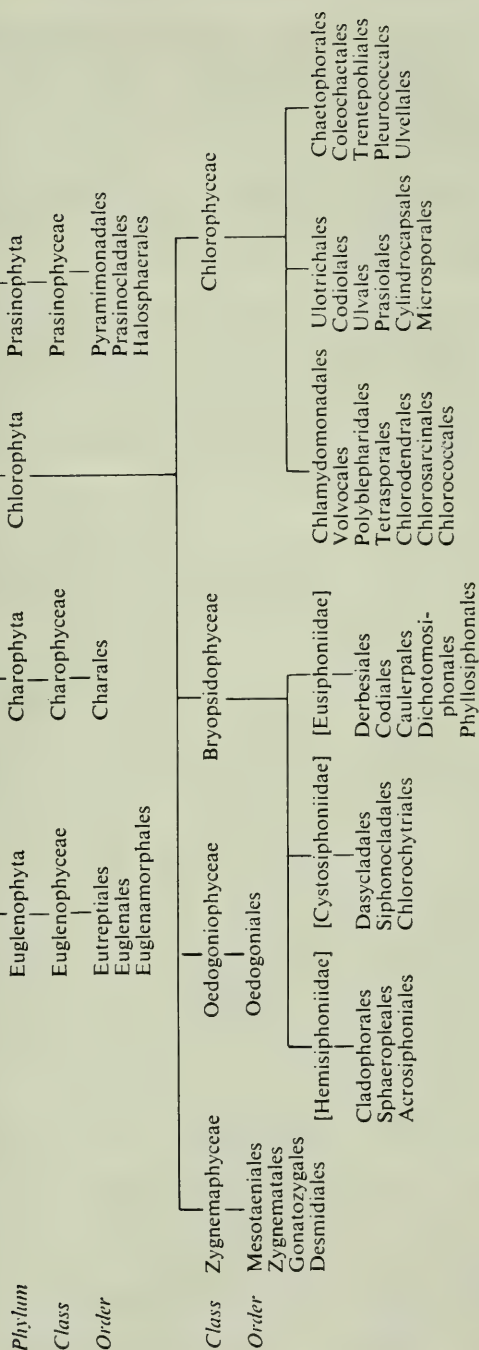 Phylum
Class
Order
Euglenophyta
Euglenophyceae
Eutreptiales
Euglenales
Euglenamorphales
Charophyta
Charophyceae
Charales
Chlorophyta
Prasinophyta
Prasinophyceae
Pyramimonadales
Prasinocladales
Halosphaerales
Class
Order
Zygnemaphyceae
Mesotaeniales
Zygnematales
Gonatozygales
Desmidiales
Oedogoniophyceae
Oedogoniales
Bryopsidophyceae
[Hemisiphoniidae]
Cladophorales
Sphaeropleales
Acrosiphoniales
[Cystosiphoniidae]
Dasycladales
Siphonocladales
Chlorochytriales
[Eusiphoniidae]
Derbesiales
Codiales
Caulerpales
Dichotomosi-
phonales
Phyllosiphonales
Chlorophyceae
Chlamydomonadales
Volvocales
Polyblepharidales
Tetrasporales
Chlorodendrales
Chlorosarcinales
Chlorococcales
Ulotrichales
Codiolales
Ulvales
Prasiolales
Cylindrocapsales
Microsporales
Chaetophorales
Coleochaetales
Trentepohliales
Pleurococcales
Ulvellales